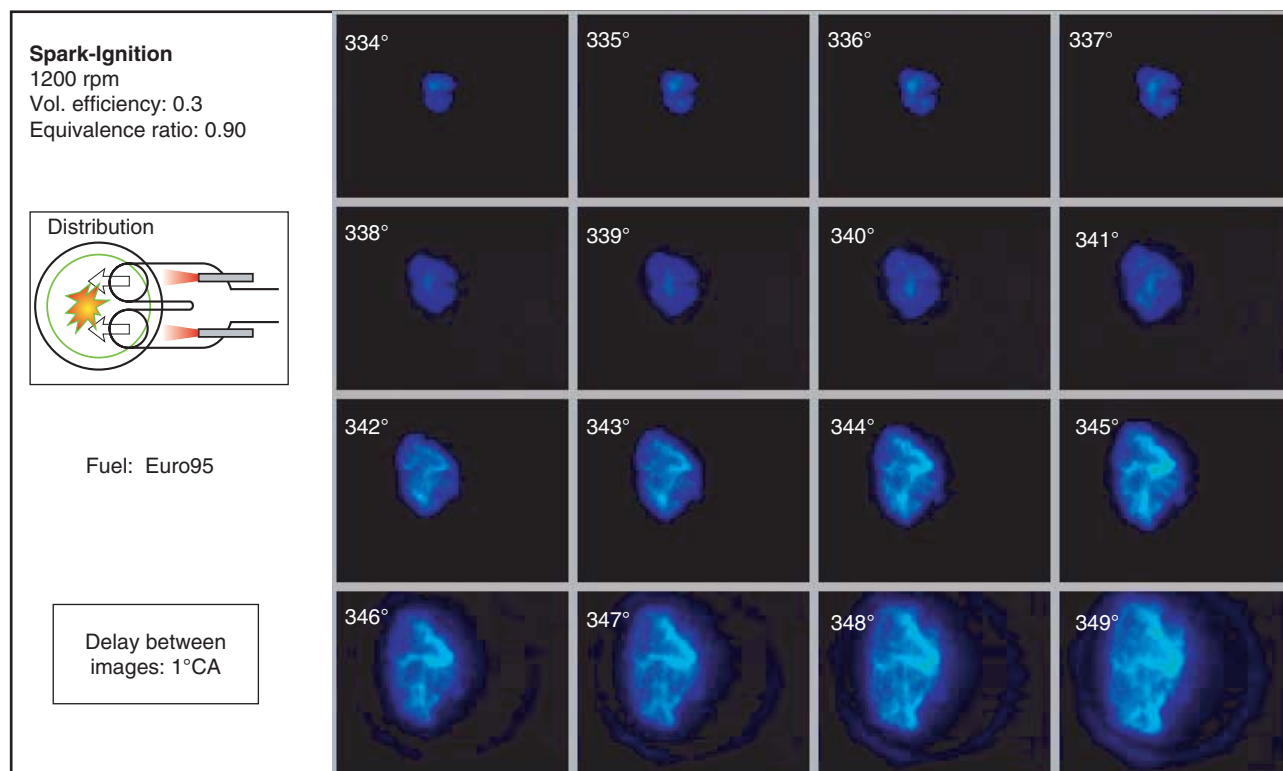 Spark-Ignition
1200 rpm
Vol. efficiency: 0.3
Equivalence ratio: 0.90
Distribution
Fuel: Euro95
Delay between
images: 1°CA
334° 335° 336° 337°
338° 339° 340° 341°
342° 343° 344° 345°
346° 347° 348° 349°